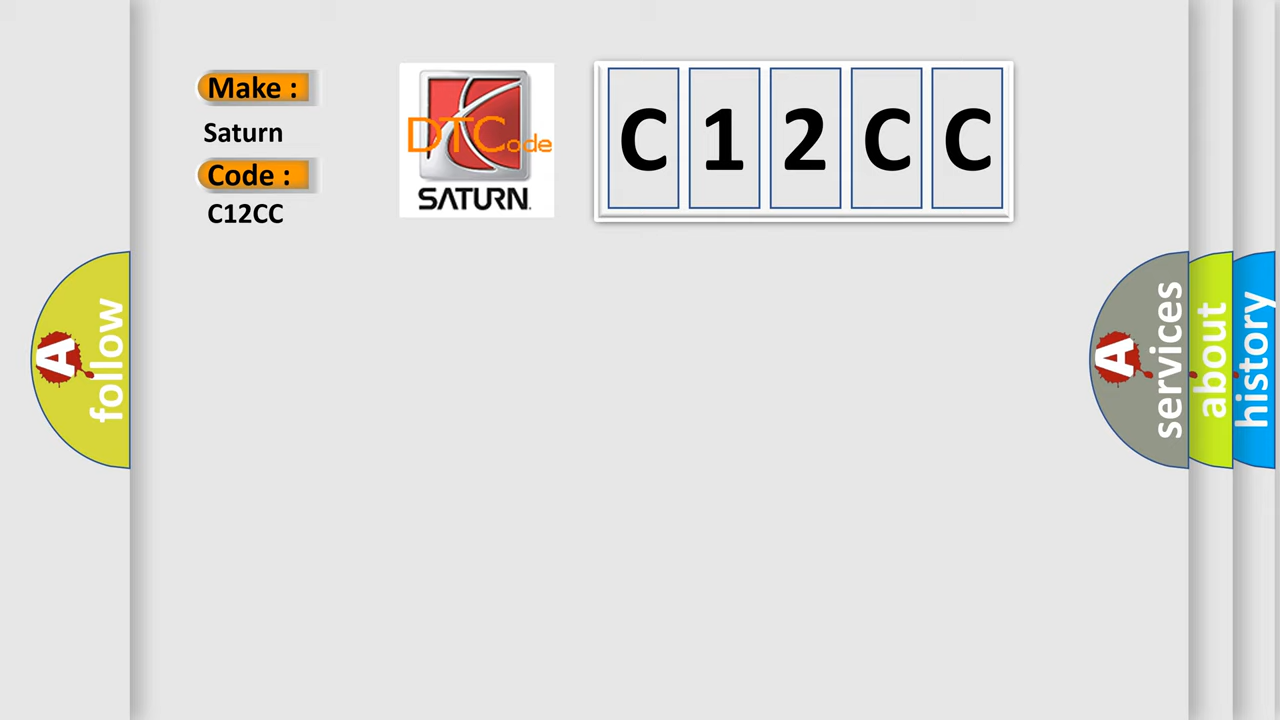 Make :
Saturn
Code :
C12CC
DTCode
SATURN
C 1 2 C C
A follow
A services
about
history